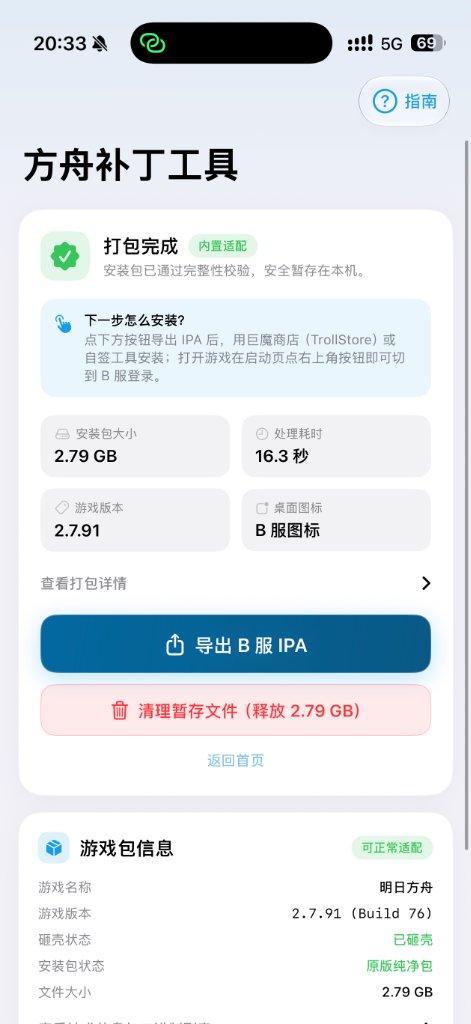 20:33 5G 69
指南
方舟补丁工具
打包完成 内置适配
安装包已通过完整性校验，安全暂存在本机。
下一步怎么安装?
点下方按钮导出 IPA 后，用巨魔商店（TrollStore）或
自签工具安装；打开游戏在启动页点右上角按钮即可切
到 B 服登录。
安装包大小
2.79 GB
处理耗时
16.3 秒
游戏版本
2.7.91
桌面图标
B 服图标
查看打包详情
导出 B 服 IPA
清理暂存文件（释放 2.79 GB）
返回首页
游戏包信息 可正常适配
游戏名称 明日方舟
游戏版本 2.7.91 (Build 76)
砸壳状态 已砸壳
安装包状态 原版纯净包
文件大小 2.79 GB